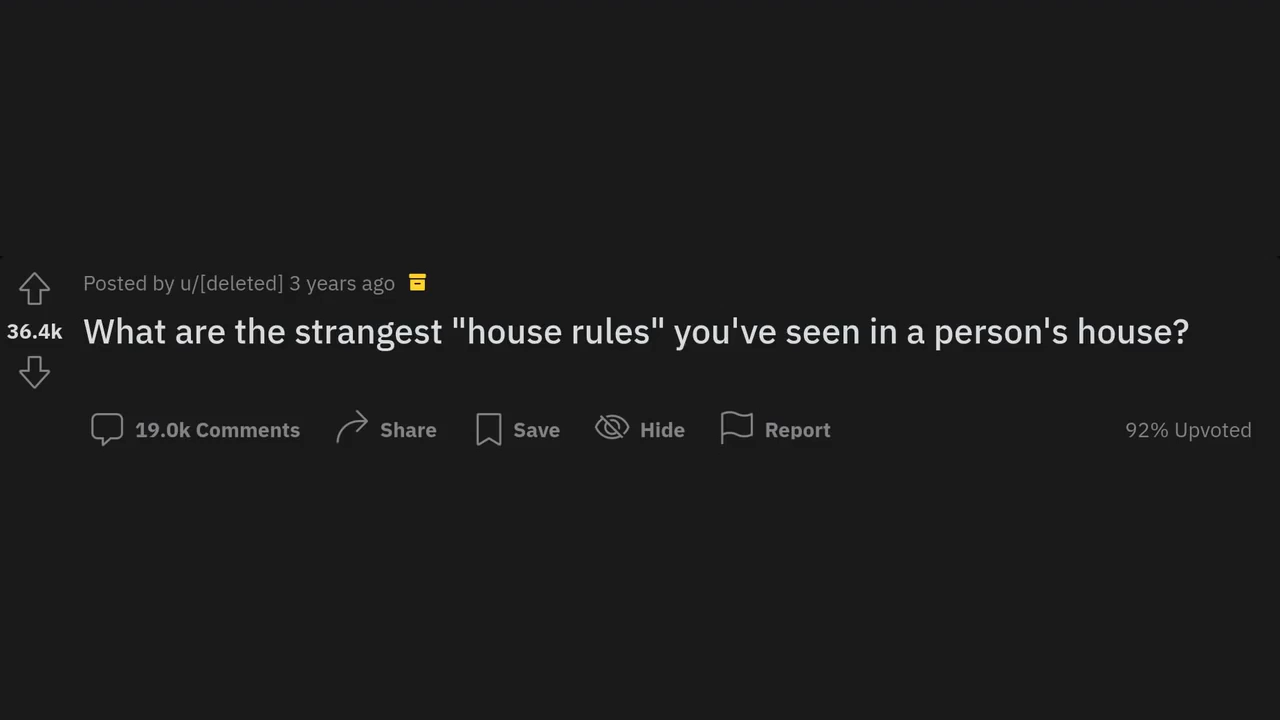 Posted by u/[deleted] 3 years ago
36.4k What are the strangest "house rules" you've seen in a person's house?
19.0k Comments Share Save Hide Report 92% Upvoted